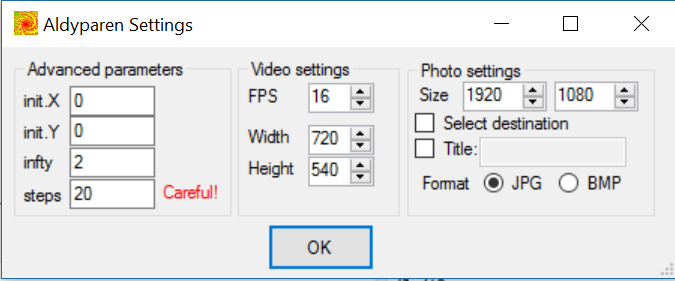 Aldyparen Settings
Advanced parameters
init.X 0
init.Y 0
infty 2
steps 20 Careful!
Video settings
FPS 16
Width 720
Height 540
Photo settings
Size 1920 1080
Select destination
Title:
Format JPG BMP
OK